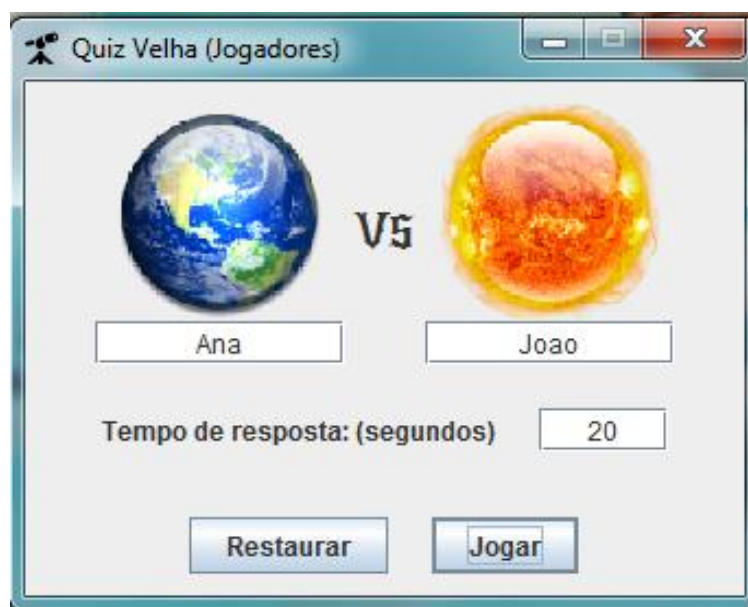 Quiz Velha (Jogadores)
VS
Ana
Joao
Tempo de resposta: (segundos)
20
Restaurar
Jogar